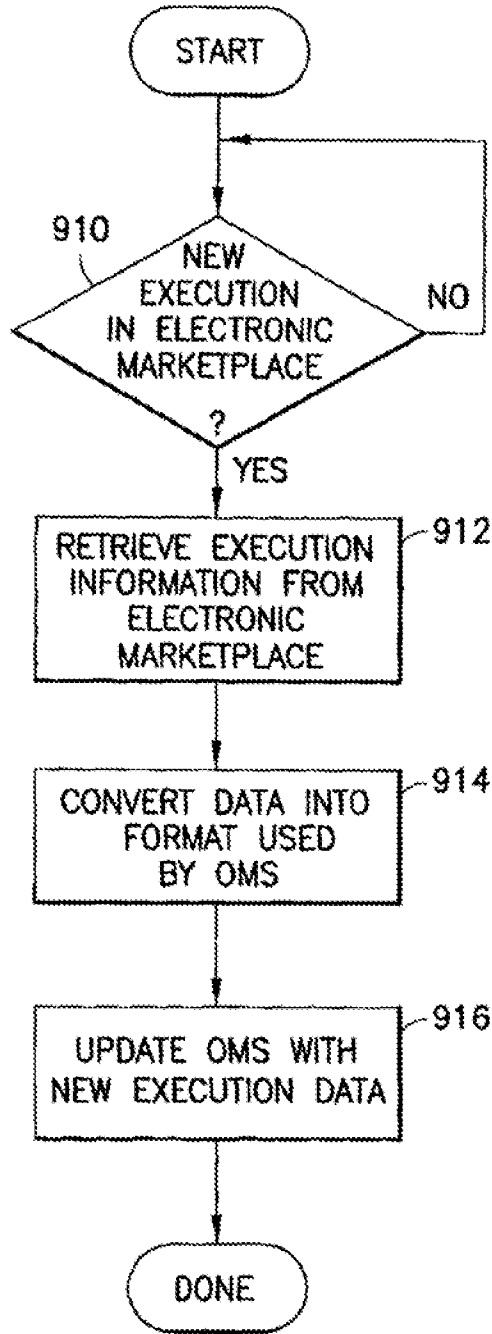 START
910
NEW
EXECUTION
IN ELECTRONIC
MARKETPLACE
?
NO
YES
912
RETRIEVE EXECUTION
INFORMATION FROM
ELECTRONIC
MARKETPLACE
914
CONVERT DATA INTO
FORMAT USED
BY OMS
916
UPDATE OMS WITH
NEW EXECUTION DATA
DONE